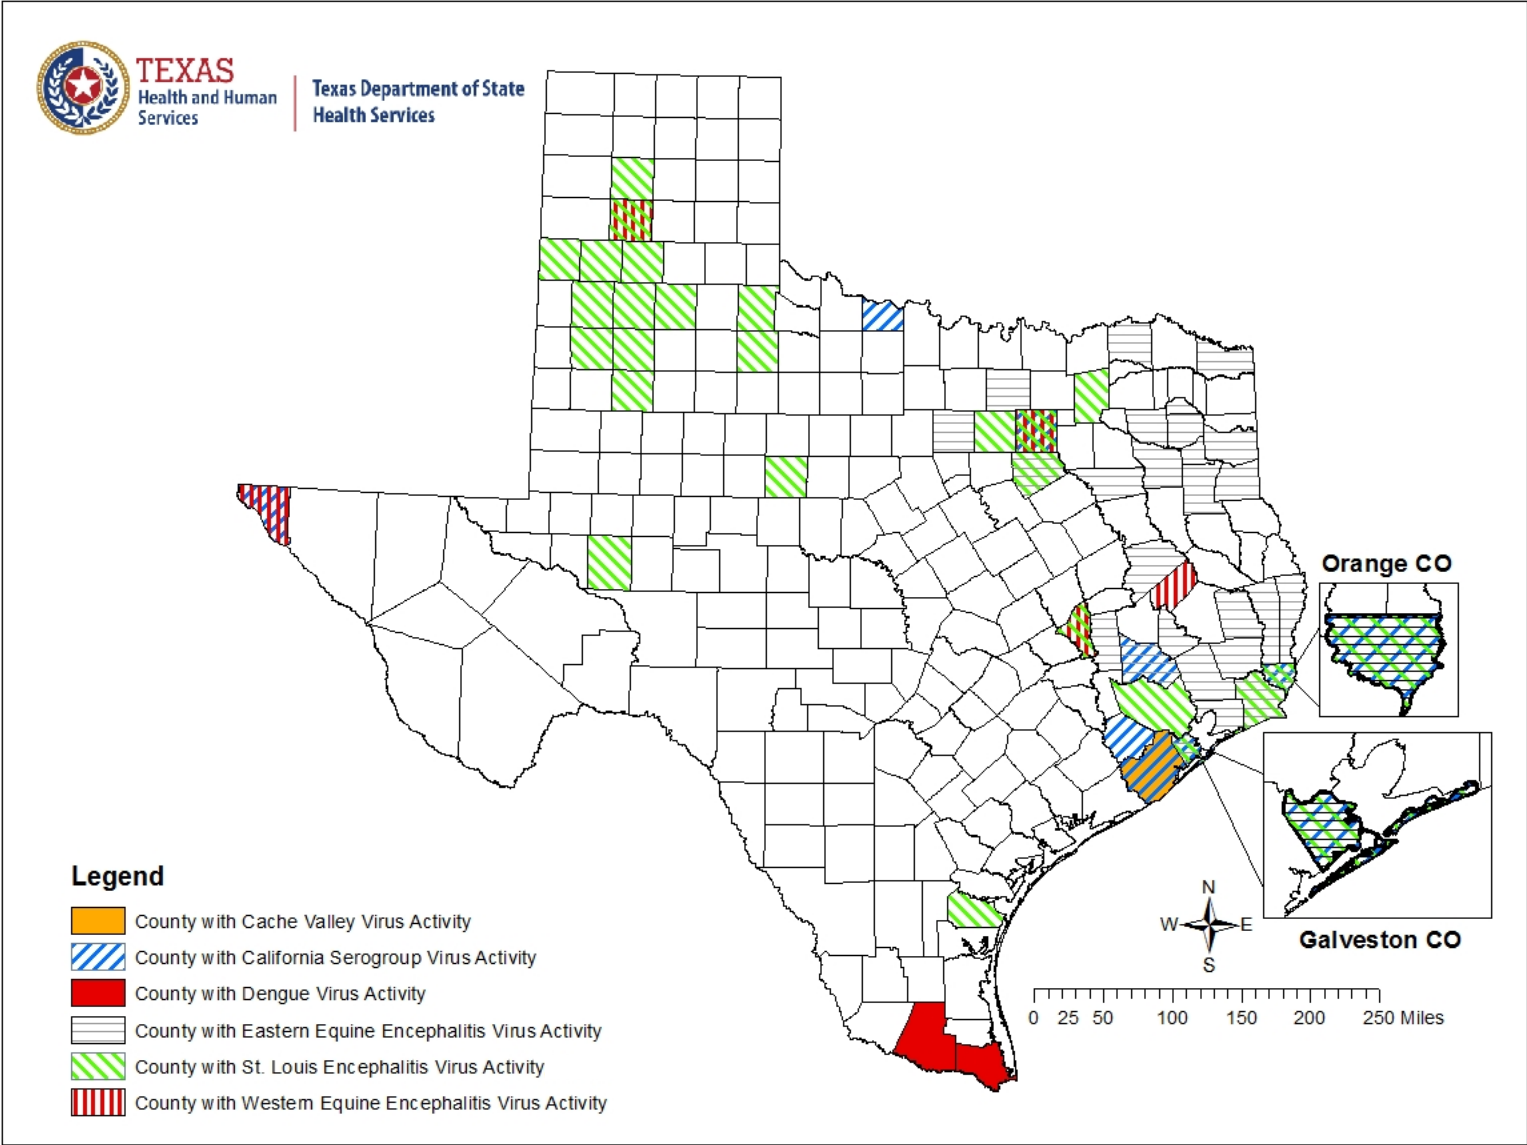 TEXAS
Health and Human
Services
Texas Department of State
Health Services
Orange CO
Galveston CO
N
W
E
S
0 25 50 100 150 200 250 Miles
Legend
County with Cache Valley Virus Activity
County with California Serogroup Virus Activity
County with Dengue Virus Activity
County with Eastern Equine Encephalitis Virus Activity
County with St. Louis Encephalitis Virus Activity
County with Western Equine Encephalitis Virus Activity